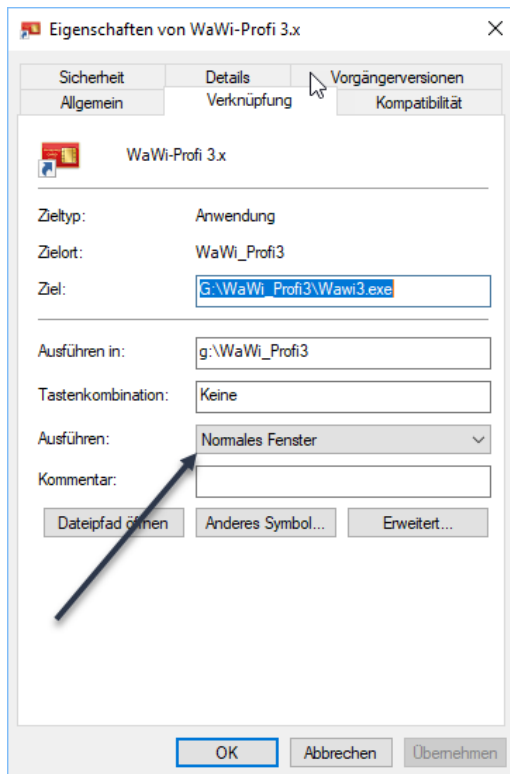 Eigenschaften von WaWi-Profi 3.x
Sicherheit Details Vorgängerversionen
Allgemein Verknüpfung Kompatibilität
WaWi-Profi 3.x
Zieltyp: Anwendung
Zielort: WaWi_Profi3
Ziel: G:\WaWi_Profi3\Wawi3.exe
Ausführen in: g:\WaWi_Profi3
Tastenkombination: Keine
Ausführen: Normales Fenster
Kommentar:
Dateipfad öffnen Anderes Symbol... Erweitert...
OK Abbrechen Übernehmen